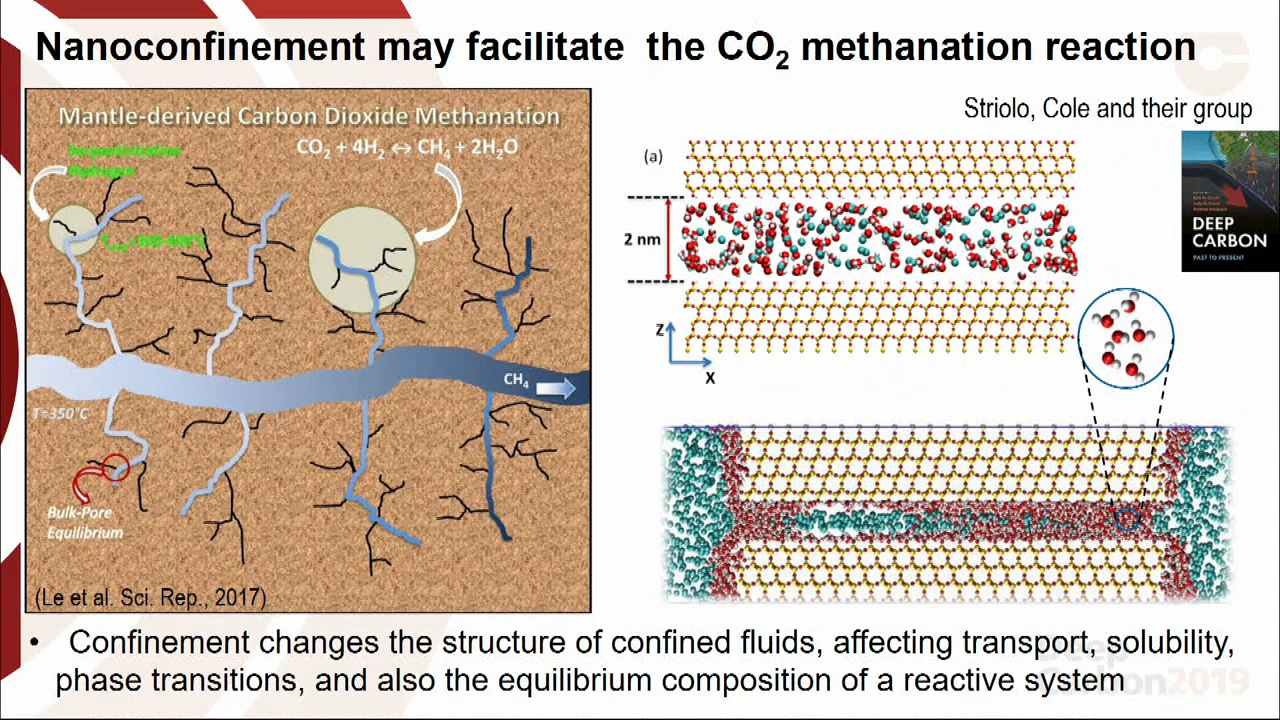 Nanoconfinement may facilitate the CO₂ methanation reaction
Mantle-derived Carbon Dioxide Methanation
Serpentinization
Hydrogen
CO₂ + 4H₂ ↔ CH₄ + 2H₂O
CH₄
T=350°C
Bulk-Pore
Equilibrium
(Le et al. Sci. Rep., 2017)
Striolo, Cole and their group
(a)
2 nm
Z
X
DEEP
CARBON
PAST TO PRESENT
• Confinement changes the structure of confined fluids, affecting transport, solubility,
phase transitions, and also the equilibrium composition of a reactive system
Deep
Carbon2019